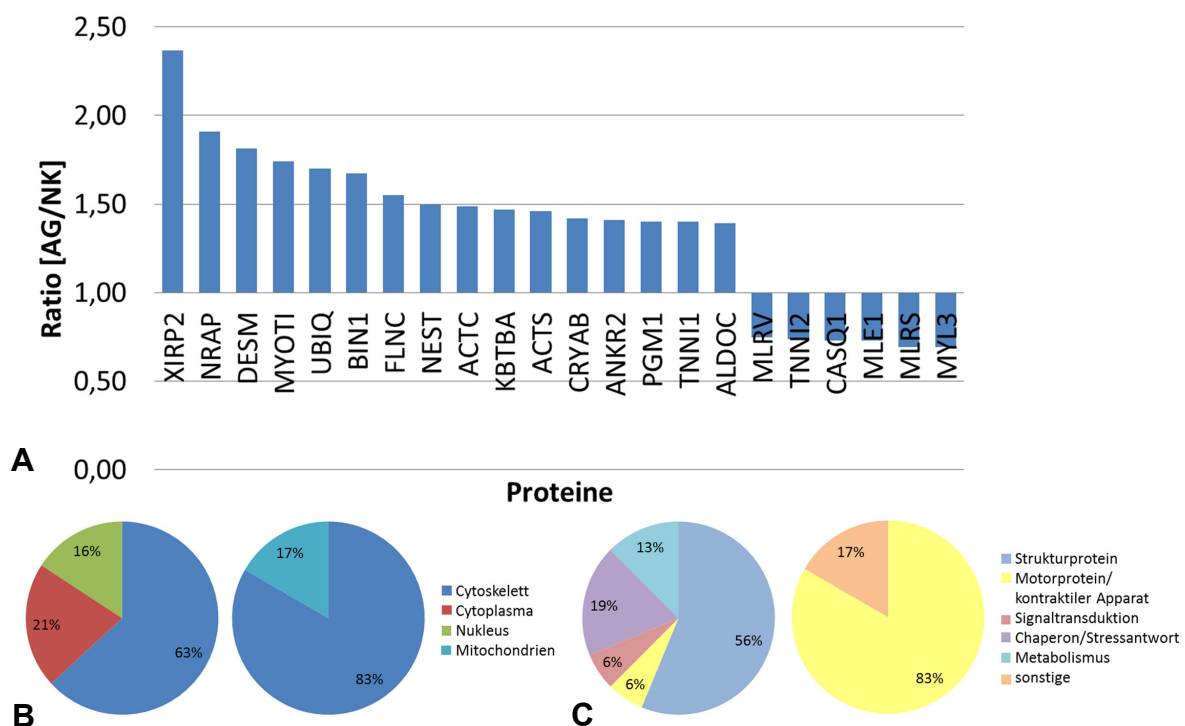 2,50
2,00
1,50
1,00
0,50
0,00
Ratio [AG/NK]
XIRP2
NRAP
DESM
MYOTI
UBIQ
BIN1
FLNC
NEST
ACTC
KBTBA
ACTS
CRYAB
ANKR2
PGM1
TNNI1
ALDOC
MLRV
TNNI2
CASQ1
MLE1
MLRS
MYL3
Proteine
A
16%
21%
63%
17%
83%
Cytoskelett
Cytoplasma
Nukleus
Mitochondrien
B
13%
19%
6%
6%
56%
17%
83%
Strukturprotein
Motorprotein/
kontraktiler Apparat
Signaltransduktion
Chaperon/Stressantwort
Metabolismus
sonstige
C